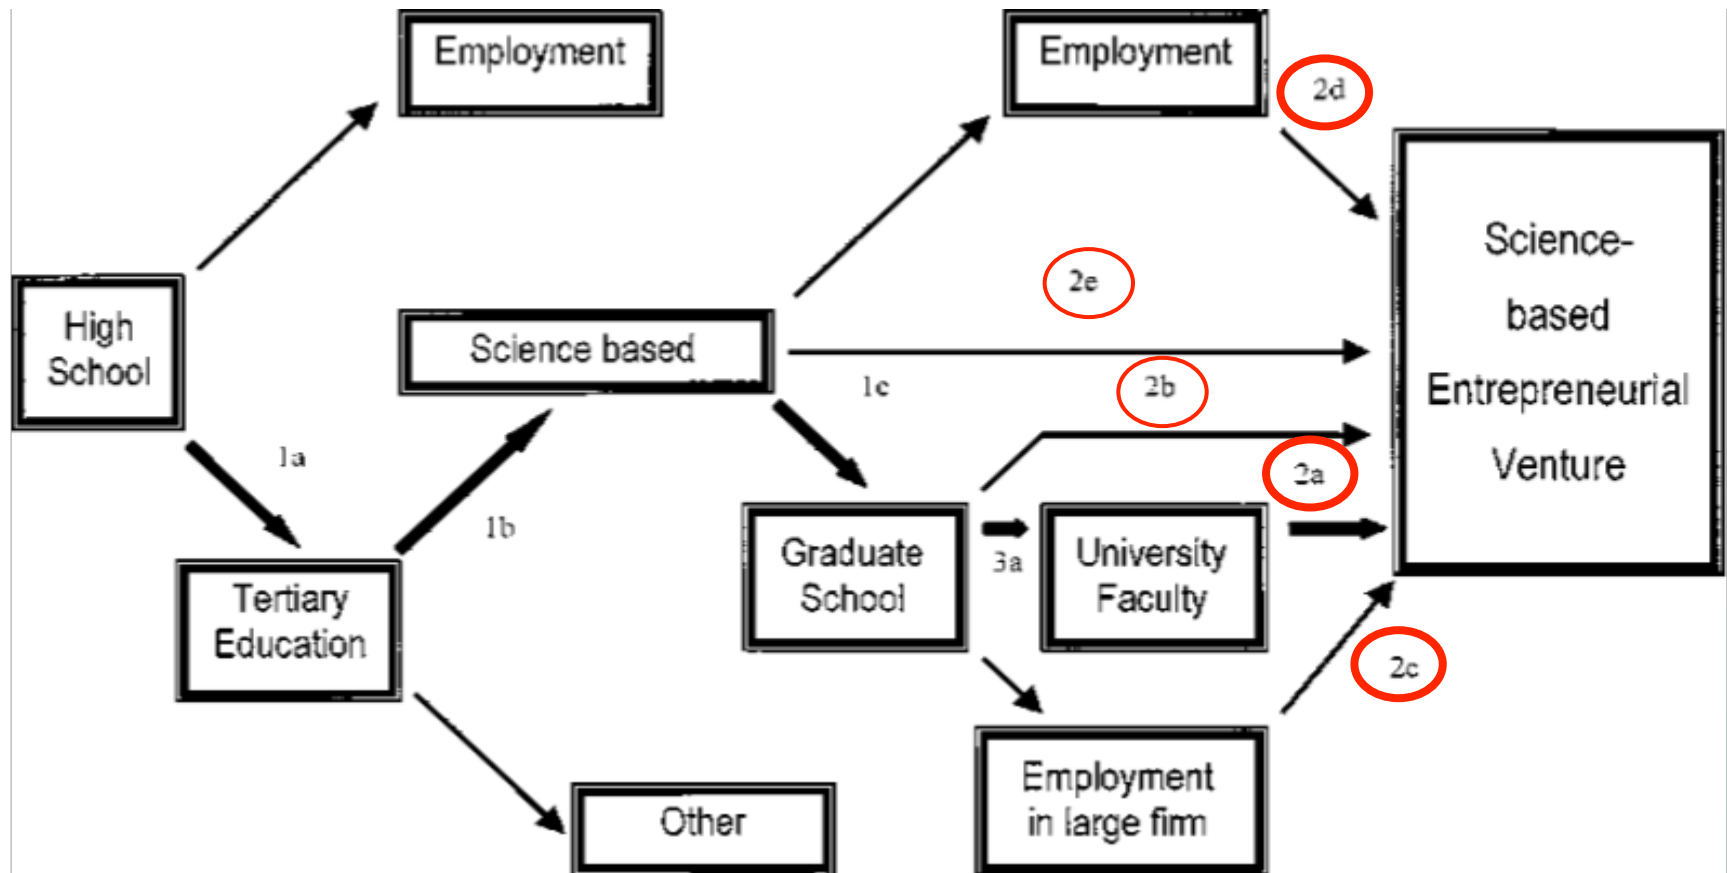 Employment
Employment
2d
Science-
based
Entrepreneurial
Venture
2e
High
School
Science based
1c
2b
1a
2a
1b
Graduate
School
3a
University
Faculty
Tertiary
Education
2c
Employment
in large firm
Other